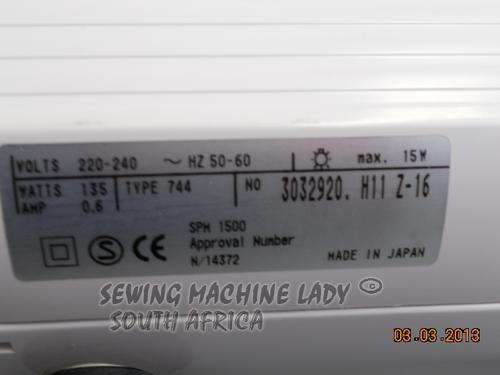 VOLTS 220-240 ~ HZ 50-60 max. 15W
WATTS 135 TYPE 744 NO 3032920. H11 Z-16
AMP 0.6
SPM 1500
Approval Number
N/14372
S CE
MADE IN JAPAN
SEWING MACHINE LADY ©
SOUTH AFRICA
03 03 2013